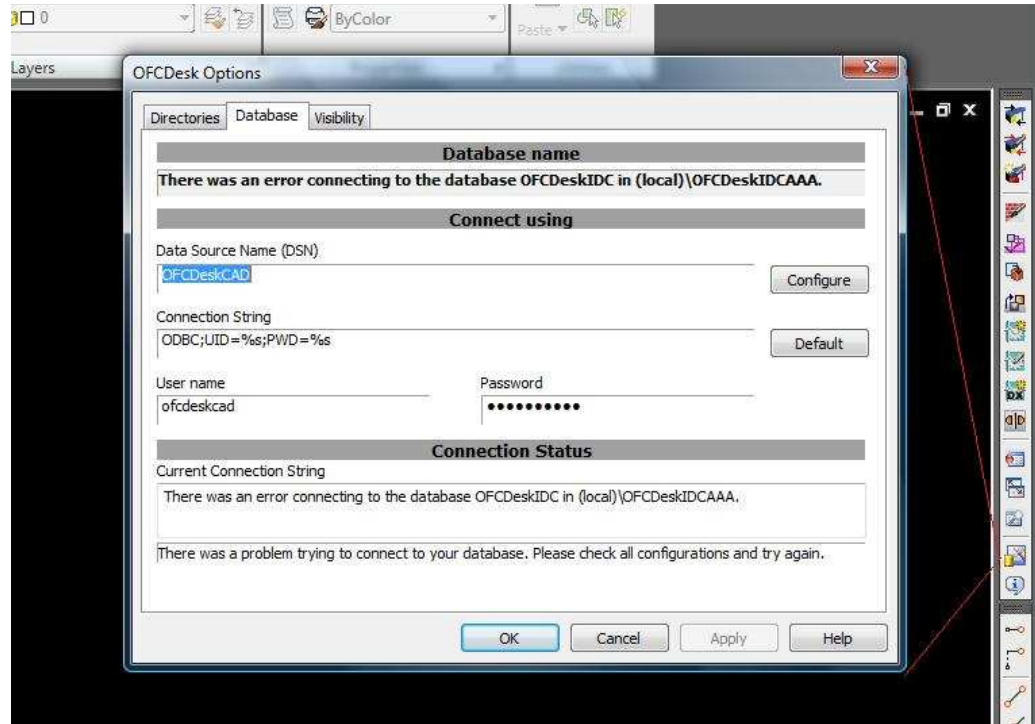 0
ByColor
Paste
Layers
OFCDesk Options
Directories
Database
Visibility
Database name
There was an error connecting to the database OFCDeskIDC in (local)\OFCDeskIDCAAA.
Connect using
Data Source Name (DSN)
OFCDeskCAD
Configure
Connection String
ODBC;UID=%s;PWD=%s
Default
User name
Password
ofcdeskcad
●●●●●●●●●●
Connection Status
Current Connection String
There was an error connecting to the database OFCDeskIDC in (local)\OFCDeskIDCAAA.
There was a problem trying to connect to your database. Please check all configurations and try again.
OK
Cancel
Apply
Help
DX